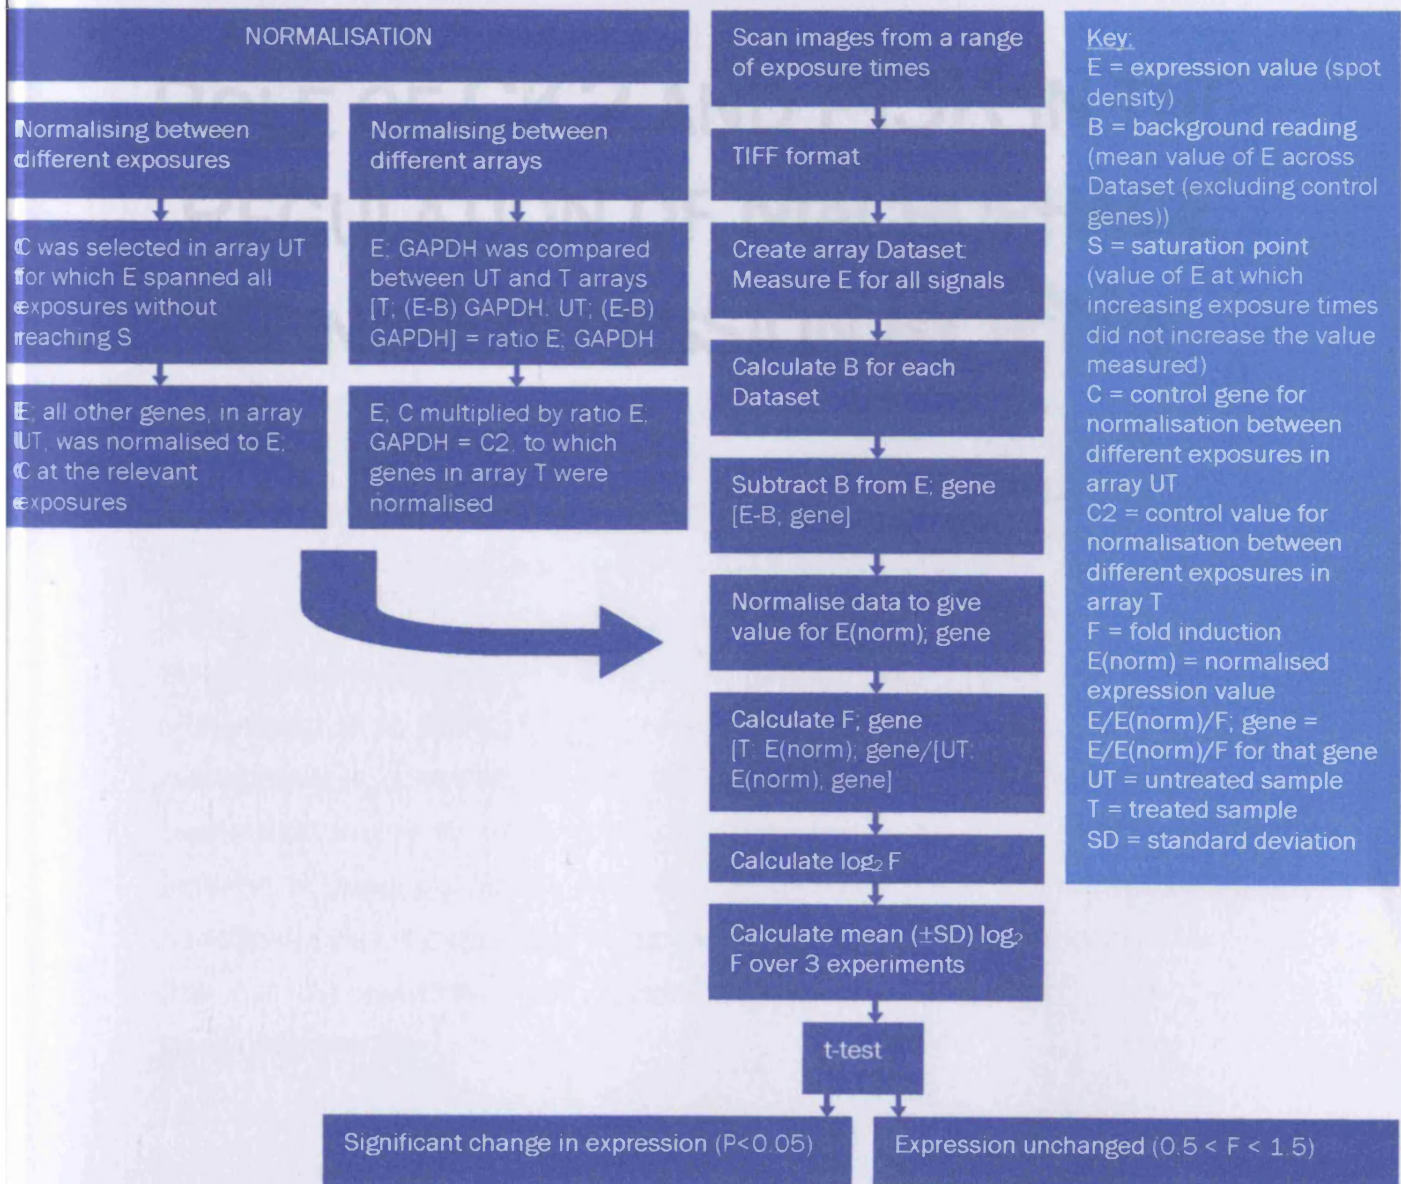 NORMALISATION
Normalising between
different exposures
C was selected in array UT
for which E spanned all
exposures without
reaching S
E; all other genes, in array
UT, was normalised to E;
C at the relevant
exposures
Normalising between
different arrays
E; GAPDH was compared
between UT and T arrays
[T; (E-B) GAPDH: UT; (E-B)
GAPDH] = ratio E; GAPDH
E; C multiplied by ratio E;
GAPDH = C2, to which
genes in array T were
normalised
Scan images from a range
of exposure times
TIFF format
Create array Dataset:
Measure E for all signals
Calculate B for each
Dataset
Subtract B from E; gene
[E-B; gene]
Normalise data to give
value for E(norm); gene
Calculate F; gene
[T: E(norm); gene/[UT:
E(norm); gene]
Calculate log₂ F
Calculate mean (±SD) log₂
F over 3 experiments
t-test
Significant change in expression (P<0.05)
Expression unchanged (0.5 < F < 1.5)
Key:
E = expression value (spot
density)
B = background reading
(mean value of E across
Dataset (excluding control
genes))
S = saturation point
(value of E at which
increasing exposure times
did not increase the value
measured)
C = control gene for
normalisation between
different exposures in
array UT
C2 = control value for
normalisation between
different exposures in
array T
F = fold induction
E(norm) = normalised
expression value
E/E(norm)/F; gene =
E/E(norm)/F for that gene
UT = untreated sample
T = treated sample
SD = standard deviation